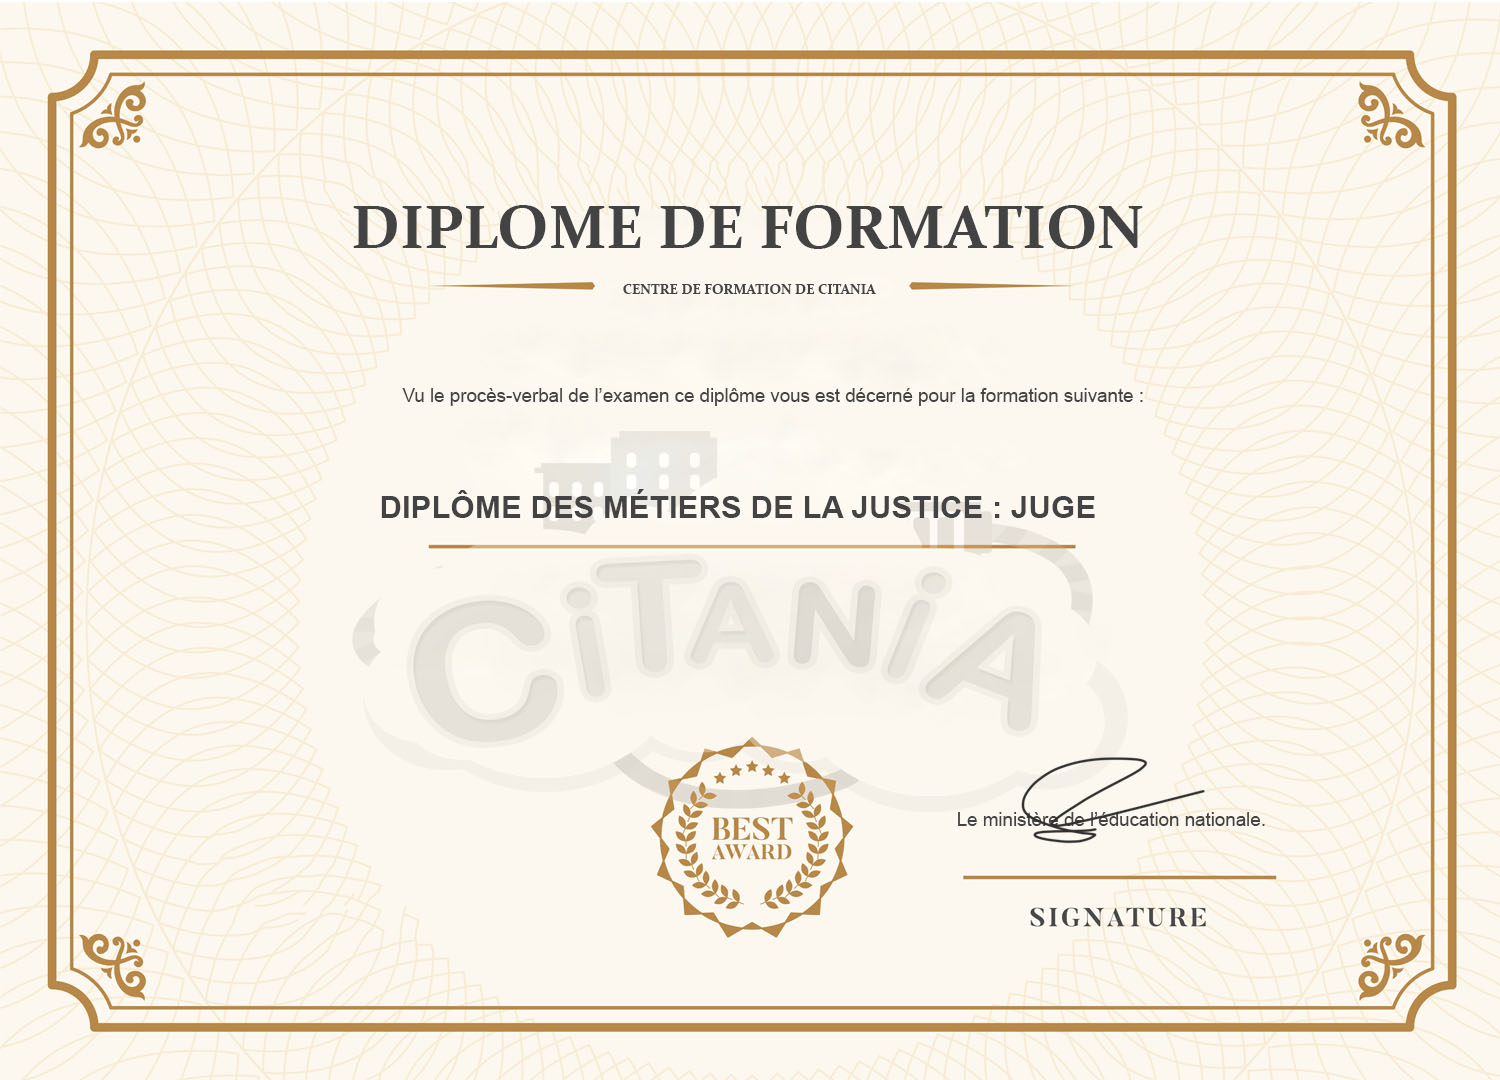 DIPLOME DE FORMATION
CENTRE DE FORMATION DE CITANIA
Vu le procès-verbal de l’examen ce diplôme vous est décerné pour la formation suivante :
DIPLÔME DES MÉTIERS DE LA JUSTICE : JUGE
CiTANiA
BEST
AWARD
Le ministère de l’éducation nationale.
SIGNATURE